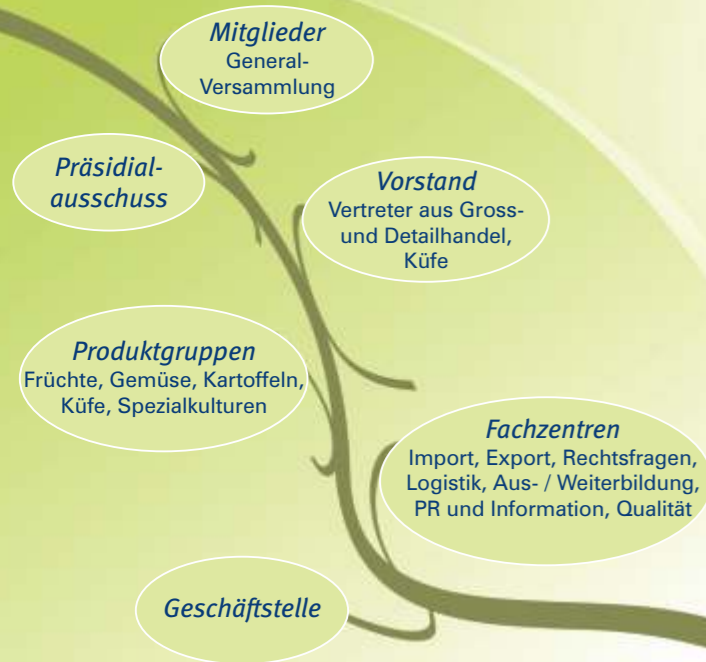 Mitglieder
General-
Versammlung
Präsidial-
ausschuss
Vorstand
Vertreter aus Gross-
und Detailhandel,
Küfe
Produktgruppen
Früchte, Gemüse, Kartoffeln,
Küfe, Spezialkulturen
Fachzentren
Import, Export, Rechtsfragen,
Logistik, Aus- / Weiterbildung,
PR und Information, Qualität
Geschäftstelle